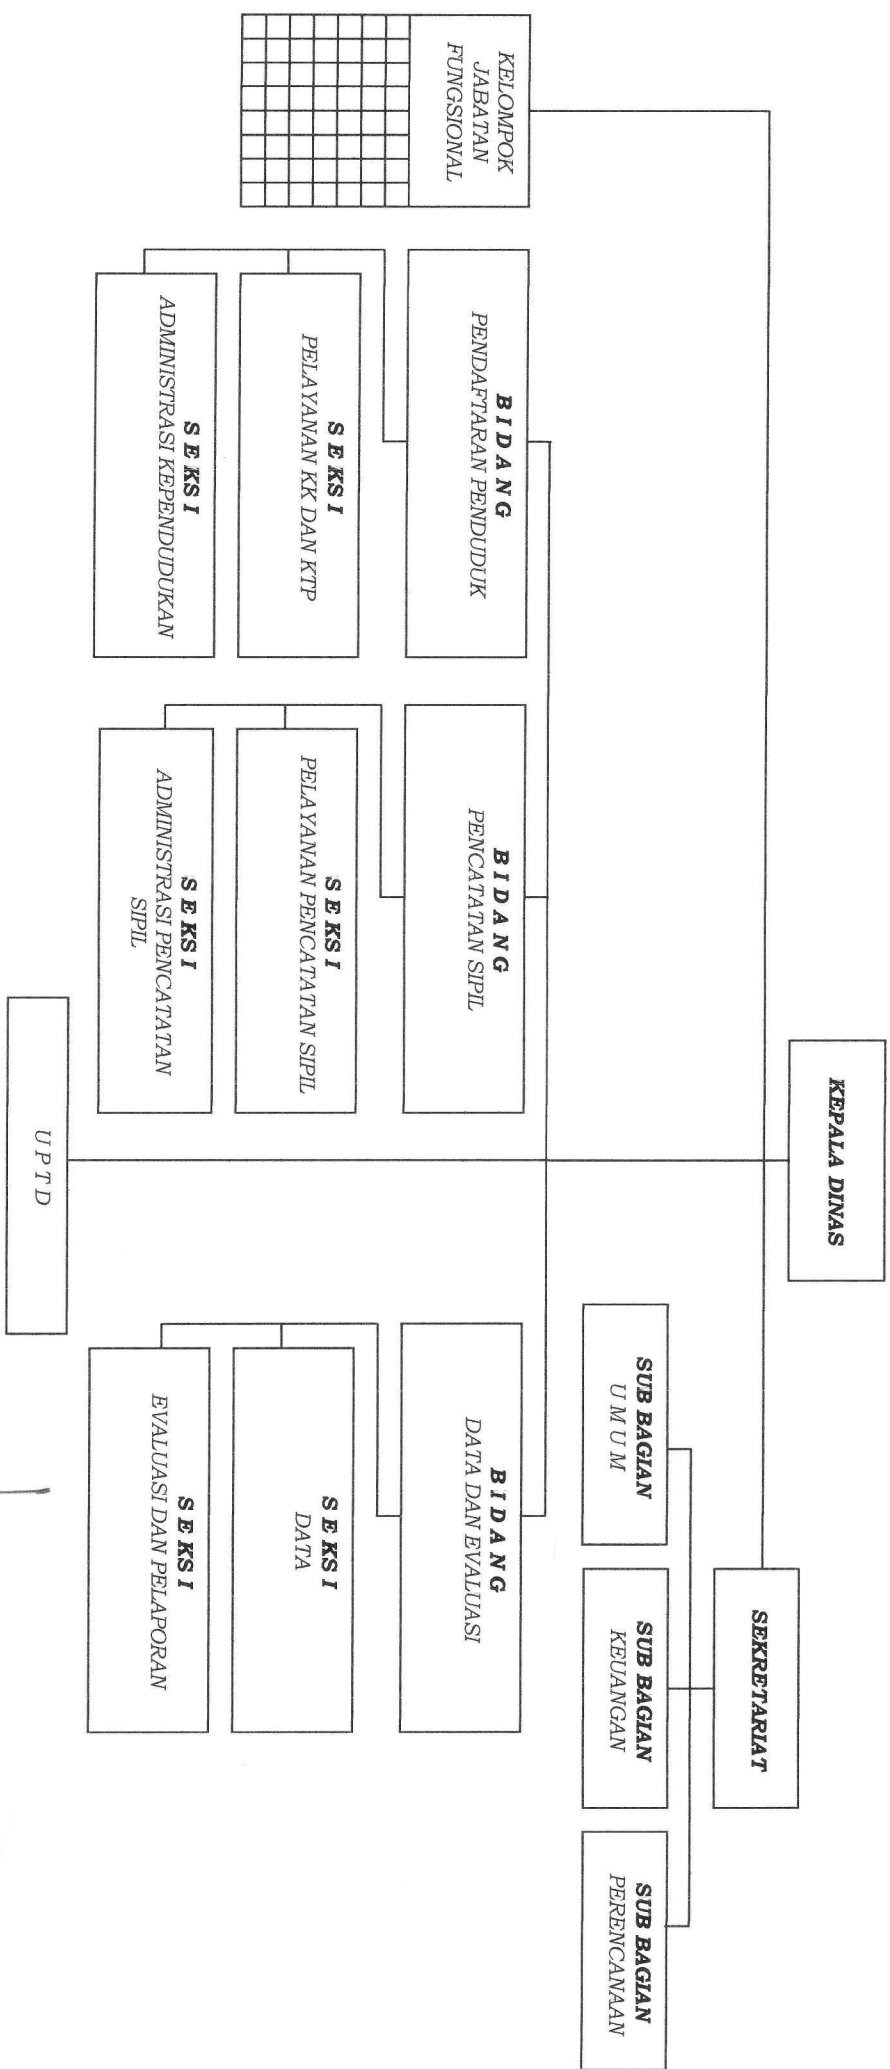 KEPALA DINAS
KELOMPOK
JABATAN
FUNGSIONAL
SEKRETARIAT
SUB BAGIAN
U M U M
SUB BAGIAN
KEUANGAN
SUB BAGIAN
PERENCANAAN
B I D A N G
PENDAFTARAN PENDUDUK
B I D A N G
PENCATATAN SIPIL
B I D A N G
DATA DAN EVALUASI
S E KS I
PELAYANAN KK DAN KTP
S E KS I
PELAYANAN PENCATATAN SIPIL
S E KS I
DATA
S E KS I
ADMINISTRASI KEPENDUDUKAN
S E KS I
ADMINISTRASI PENCATATAN
SIPIL
S E KS I
EVALUASI DAN PELAPORAN
U P T D